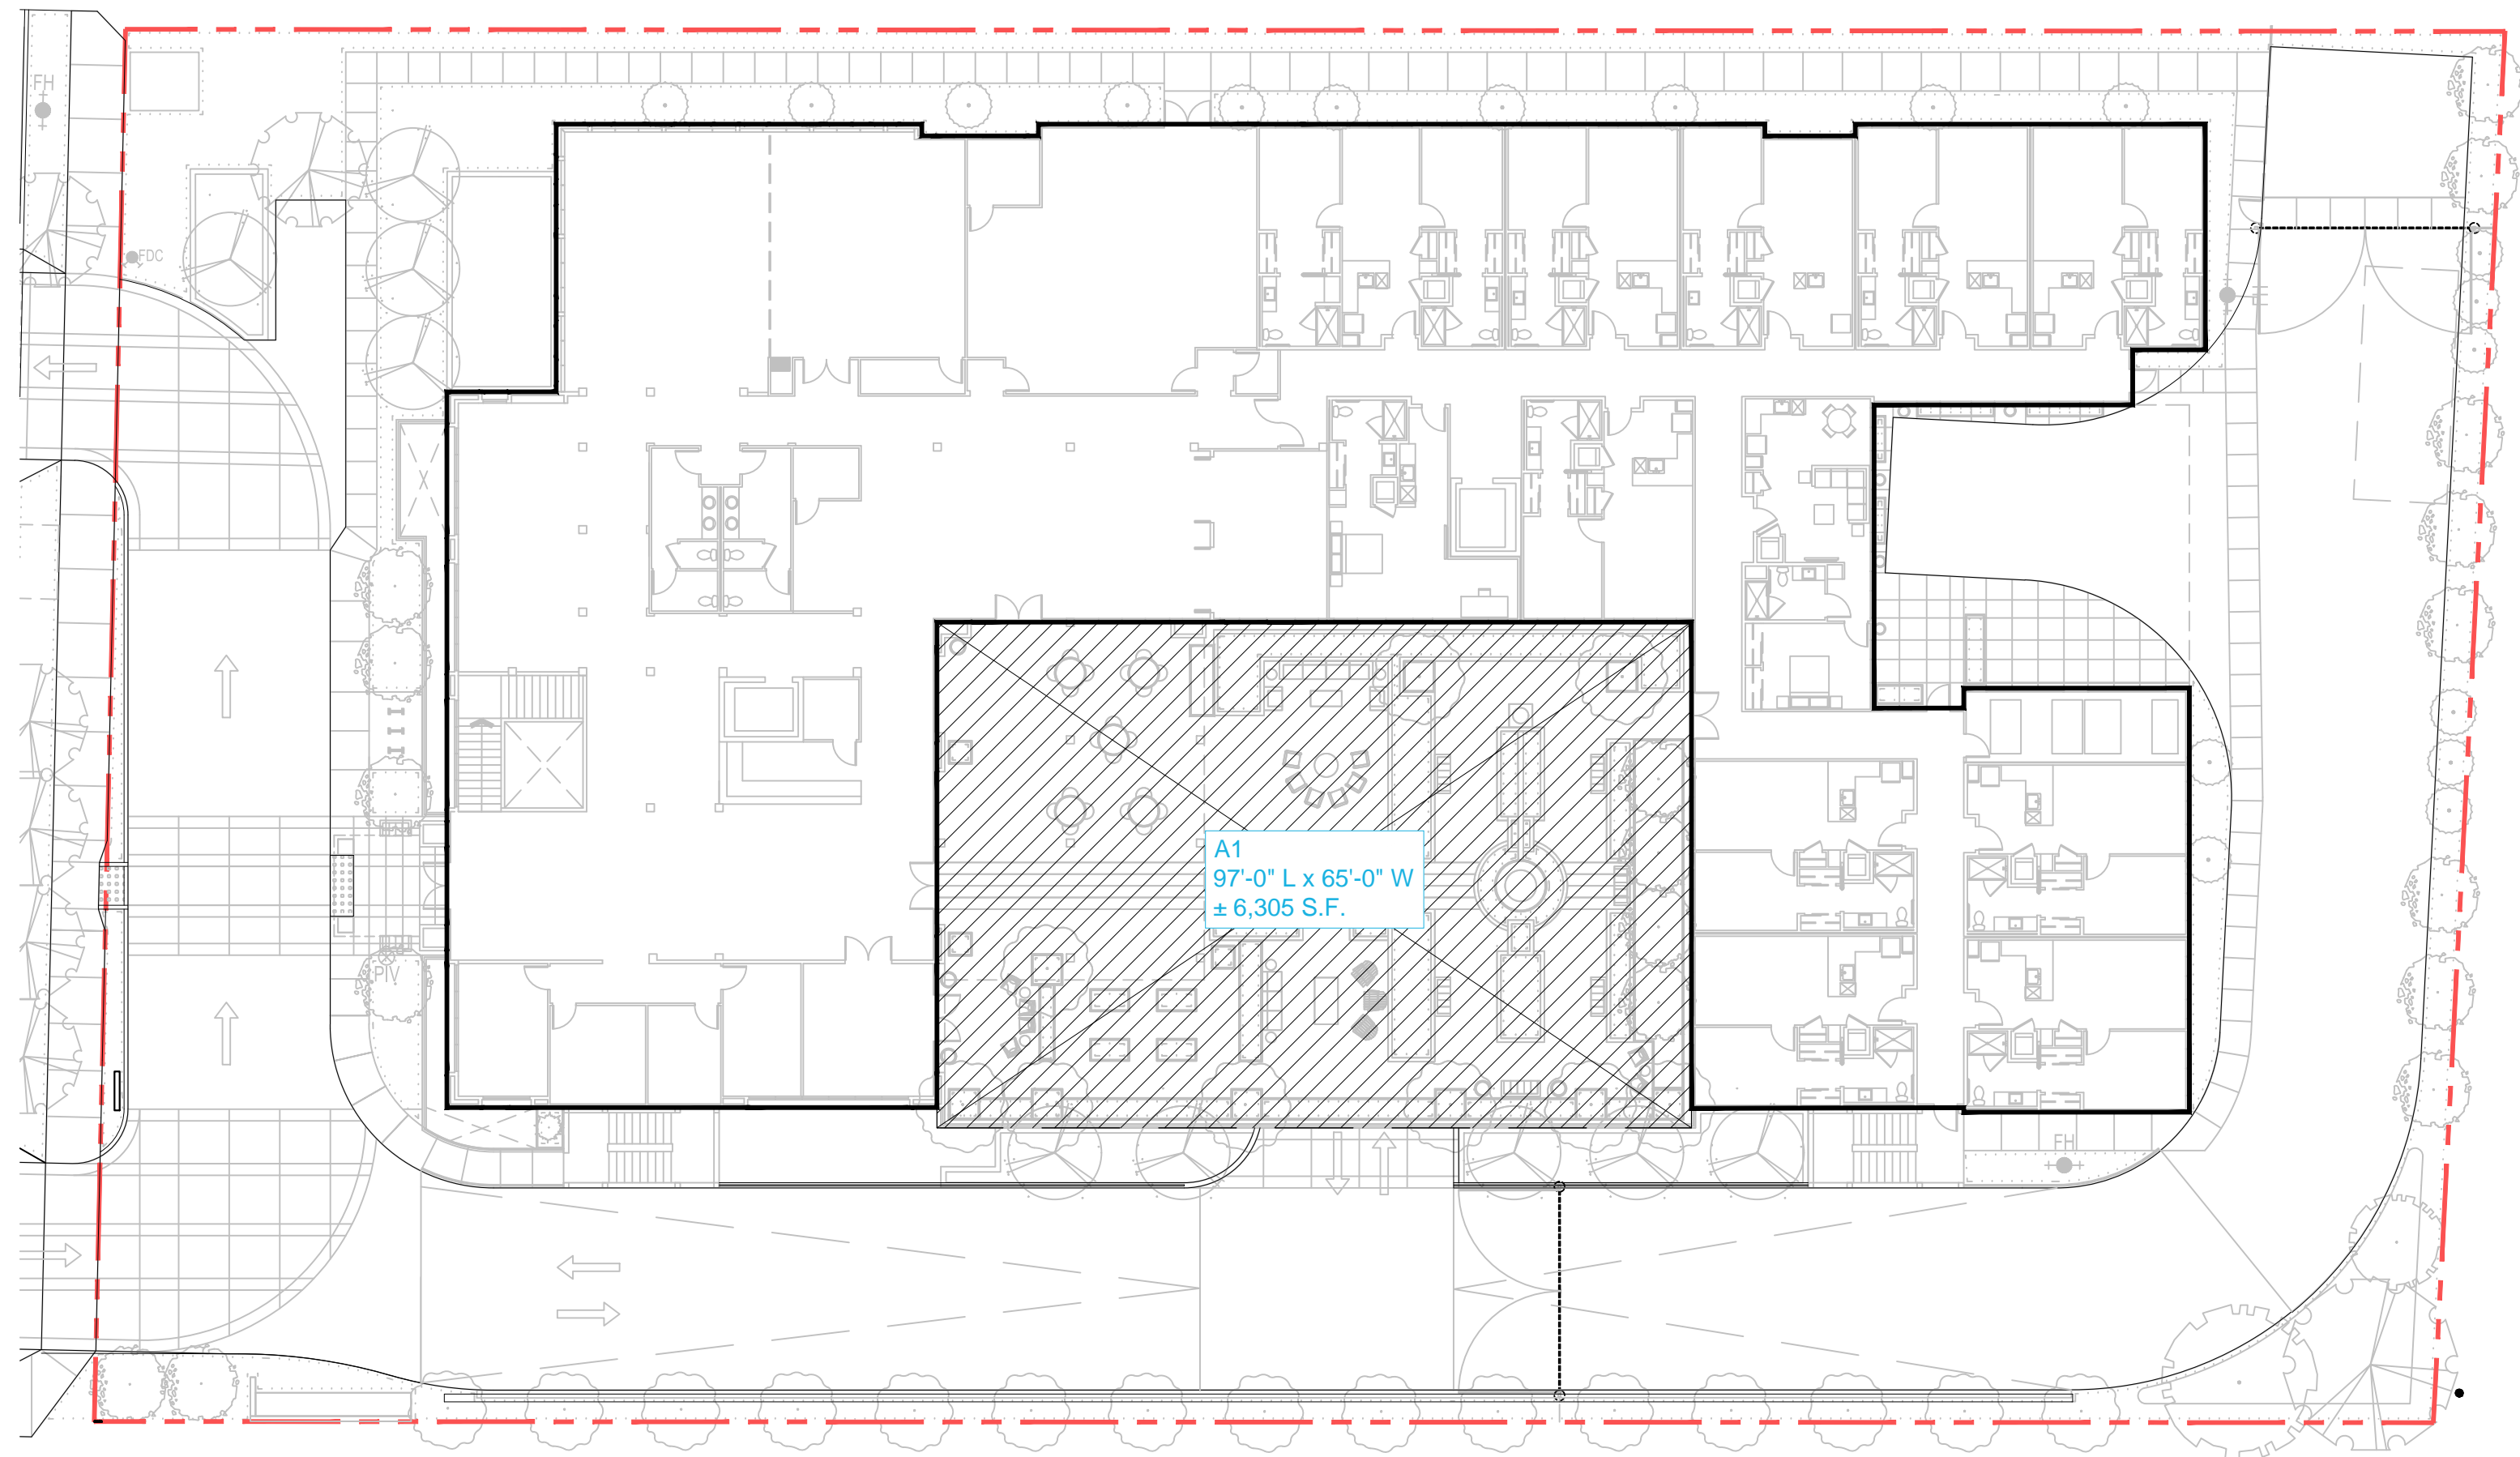 FH
FDC
A1
97'-0" L x 65'-0" W
± 6,305 S.F.
PIV
FH